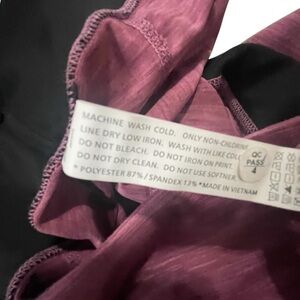 MACHINE WASH COLD. ONLY NON-CHLORINE
LINE DRY LOW IRON. WASH WITH LIKE COLO
DO NOT BLEACH. DO NOT IRON ON PRINT.
DO NOT DRY CLEAN. DO NOT USE SOFTNER
* POLYESTER 87% / SPANDEX 13% *MADE IN VIETNAM
QC
PASS
4